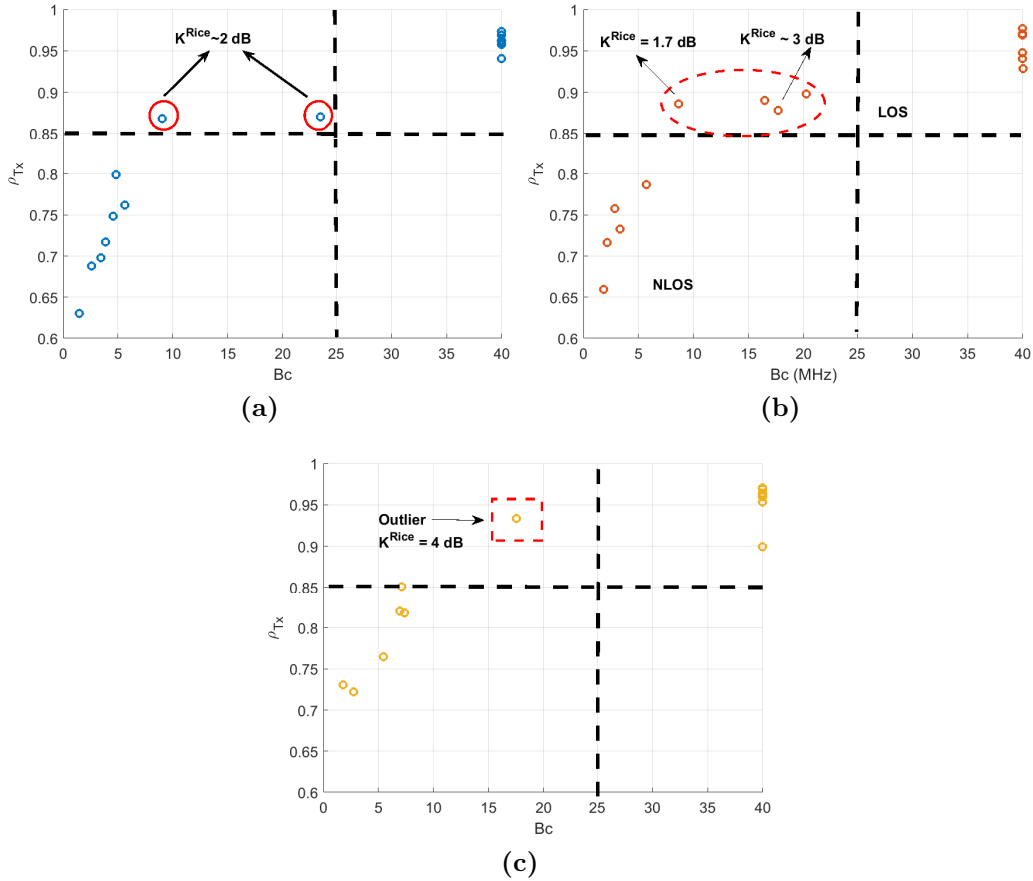 K^Rice~2 dB
1
0.95
0.9
0.85
0.8
0.75
0.7
0.65
0.6
ρTx
0 5 10 15 20 25 30 35 40
Bc
(a)
K^Rice = 1.7 dB
K^Rice ~ 3 dB
LOS
NLOS
1
0.95
0.9
0.85
0.8
0.75
0.7
0.65
0.6
ρTx
0 5 10 15 20 25 30 35 40
Bc (MHz)
(b)
Outlier
K^Rice = 4 dB
1
0.95
0.9
0.85
0.8
0.75
0.7
0.65
0.6
ρTx
0 5 10 15 20 25 30 35 40
Bc
(c)